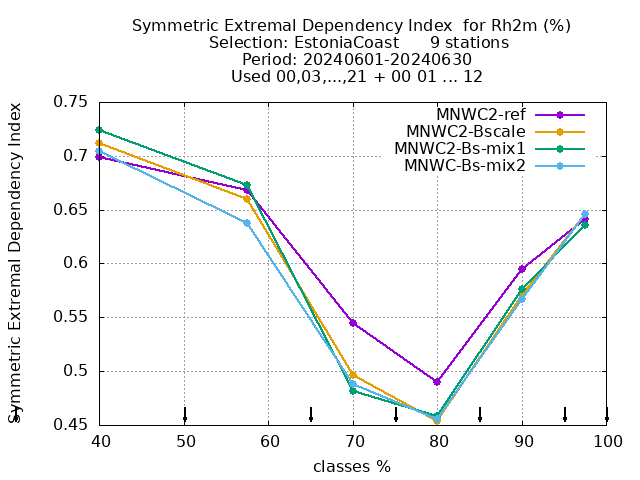 Symmetric Extremal Dependency Index  for Rh2m (%)
Selection: EstoniaCoast      9 stations
Period: 20240601-20240630
Used 00,03,...,21 + 00 01 ... 12
Symmetric Extremal Dependency Index
0.75
0.7
0.65
0.6
0.55
0.5
0.45
MNWC2-ref
MNWC2-Bscale
MNWC2-Bs-mix1
MNWC-Bs-mix2
40 50 60 70 80 90 100
classes %